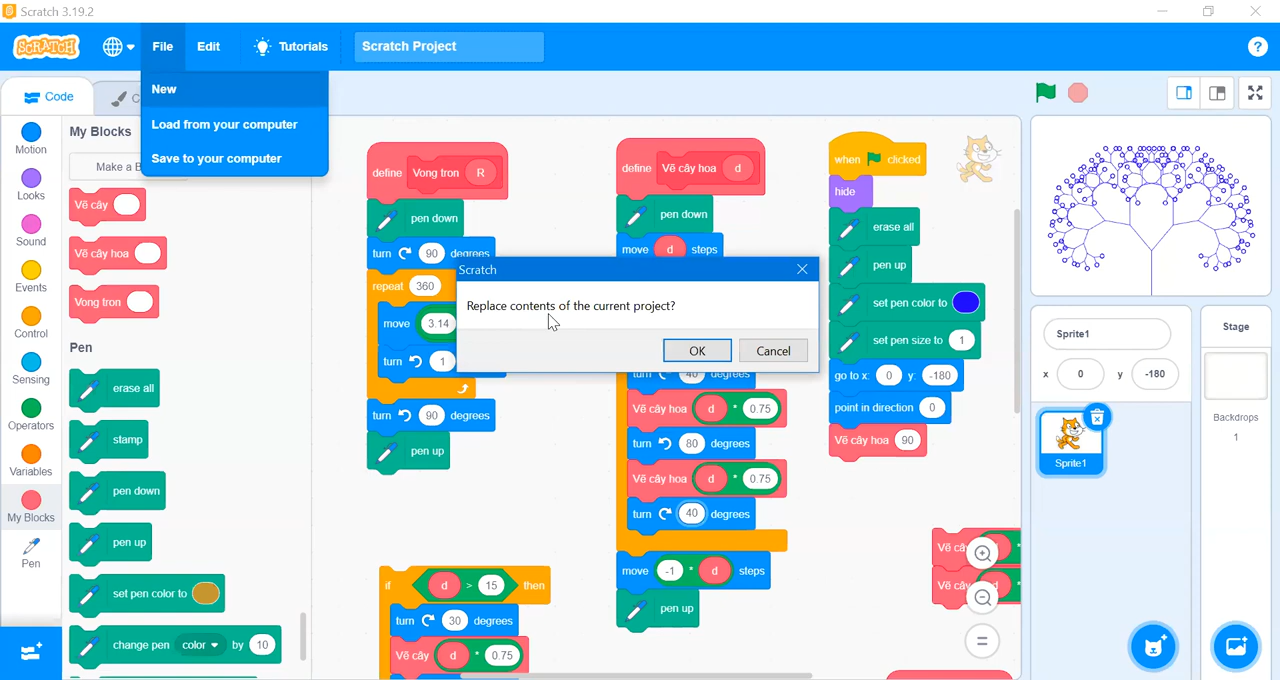 Scratch 3.19.2
SCRATCH
File
Edit
Tutorials
Scratch Project
?
Code
C
New
Load from your computer
Save to your computer
Motion
Looks
Sound
Events
Control
Sensing
Operators
Variables
My Blocks
Pen
My Blocks
Make a B
Vẽ cây
Vẽ cây hoa
Vong tron
Pen
erase all
stamp
pen down
pen up
set pen color to
change pen color by 10
define Vong tron R
pen down
turn 90 degrees
repeat 360
move 3.14
turn 1
turn 90 degrees
pen up
if d > 15 then
turn 30 degrees
Vẽ cây d * 0.75
define Vẽ cây hoa d
pen down
move d steps
Scratch
Replace contents of the current project?
OK
Cancel
turn 40 degrees
Vẽ cây hoa d * 0.75
turn 80 degrees
Vẽ cây hoa d * 0.75
turn 40 degrees
move -1 * d steps
pen up
when clicked
hide
erase all
pen up
set pen color to
set pen size to 1
go to x: 0 y: -180
point in direction 0
Vẽ cây hoa 90
Vẽ câ
Vẽ cây
Sprite1
x 0 y -180
Sprite1
Stage
Backdrops
1